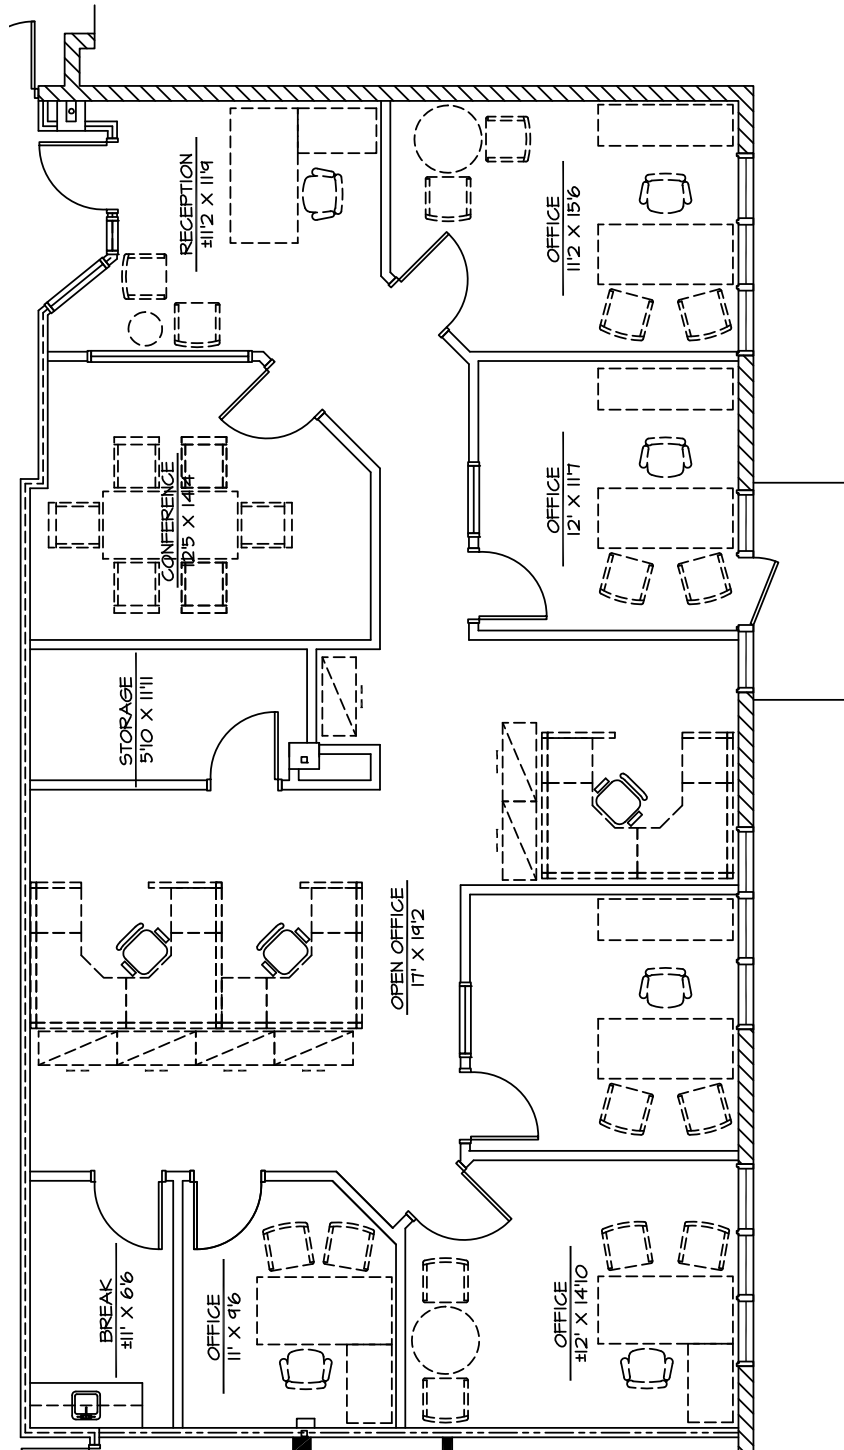 RECEPTION
±11'2 X 11'9
OFFICE
11'2 X 15'6
CONFERENCE
12'5 X 14'4
OFFICE
12' X 11'7
STORAGE
5'10 X 11'11
OPEN OFFICE
17' X 19'2
BREAK
±11' X 6'6
OFFICE
11' X 9'6
OFFICE
±12' X 14'10